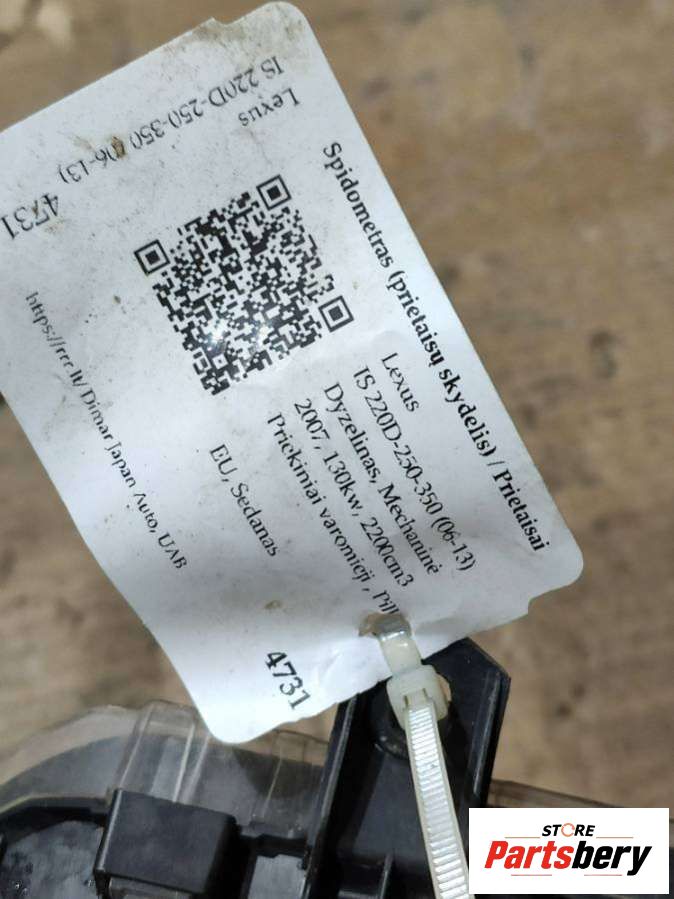 Lexus
IS 220D-250-350 (06-13)
4731
Spidometras (prietaisų skydelis) / Prietaisai
Lexus
IS 220D-250-350 (06-13)
Dyzelinas, Mechaninė
2007, 130kw, 2200cm3
Priekiniai varomieji ,
EU, Sedanas
https://rrr.lt/ Dimar Japan Auto, UAB
4731
STORE
Partsbery